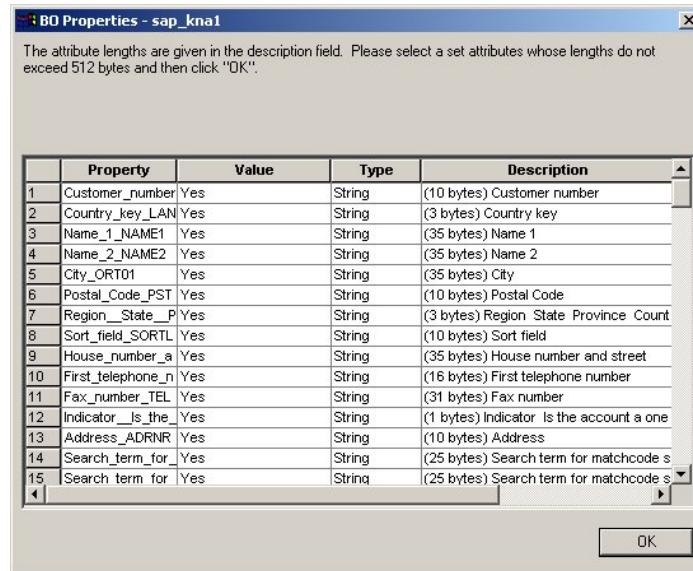 BO Properties - sap_kna1
The attribute lengths are given in the description field. Please select a set attributes whose lengths do not
exceed 512 bytes and then click "OK".
Property Value Type Description
1 Customer_number Yes String (10 bytes) Customer number
2 Country_key_LAN Yes String (3 bytes) Country key
3 Name_1_NAME1 Yes String (35 bytes) Name 1
4 Name_2_NAME2 Yes String (35 bytes) Name 2
5 City_ORT01 Yes String (35 bytes) City
6 Postal_Code_PST Yes String (10 bytes) Postal Code
7 Region__State__P Yes String (3 bytes) Region State Province Count
8 Sort_field_SORTL Yes String (10 bytes) Sort field
9 House_number_a Yes String (35 bytes) House number and street
10 First_telephone_n Yes String (16 bytes) First telephone number
11 Fax_number_TEL Yes String (31 bytes) Fax number
12 Indicator__Is_the_ Yes String (1 bytes) Indicator Is the account a one
13 Address_ADRNR Yes String (10 bytes) Address
14 Search_term_for_ Yes String (25 bytes) Search term for matchcode s
15 Search_term_for Yes String (25 bytes) Search term for matchcode s
OK